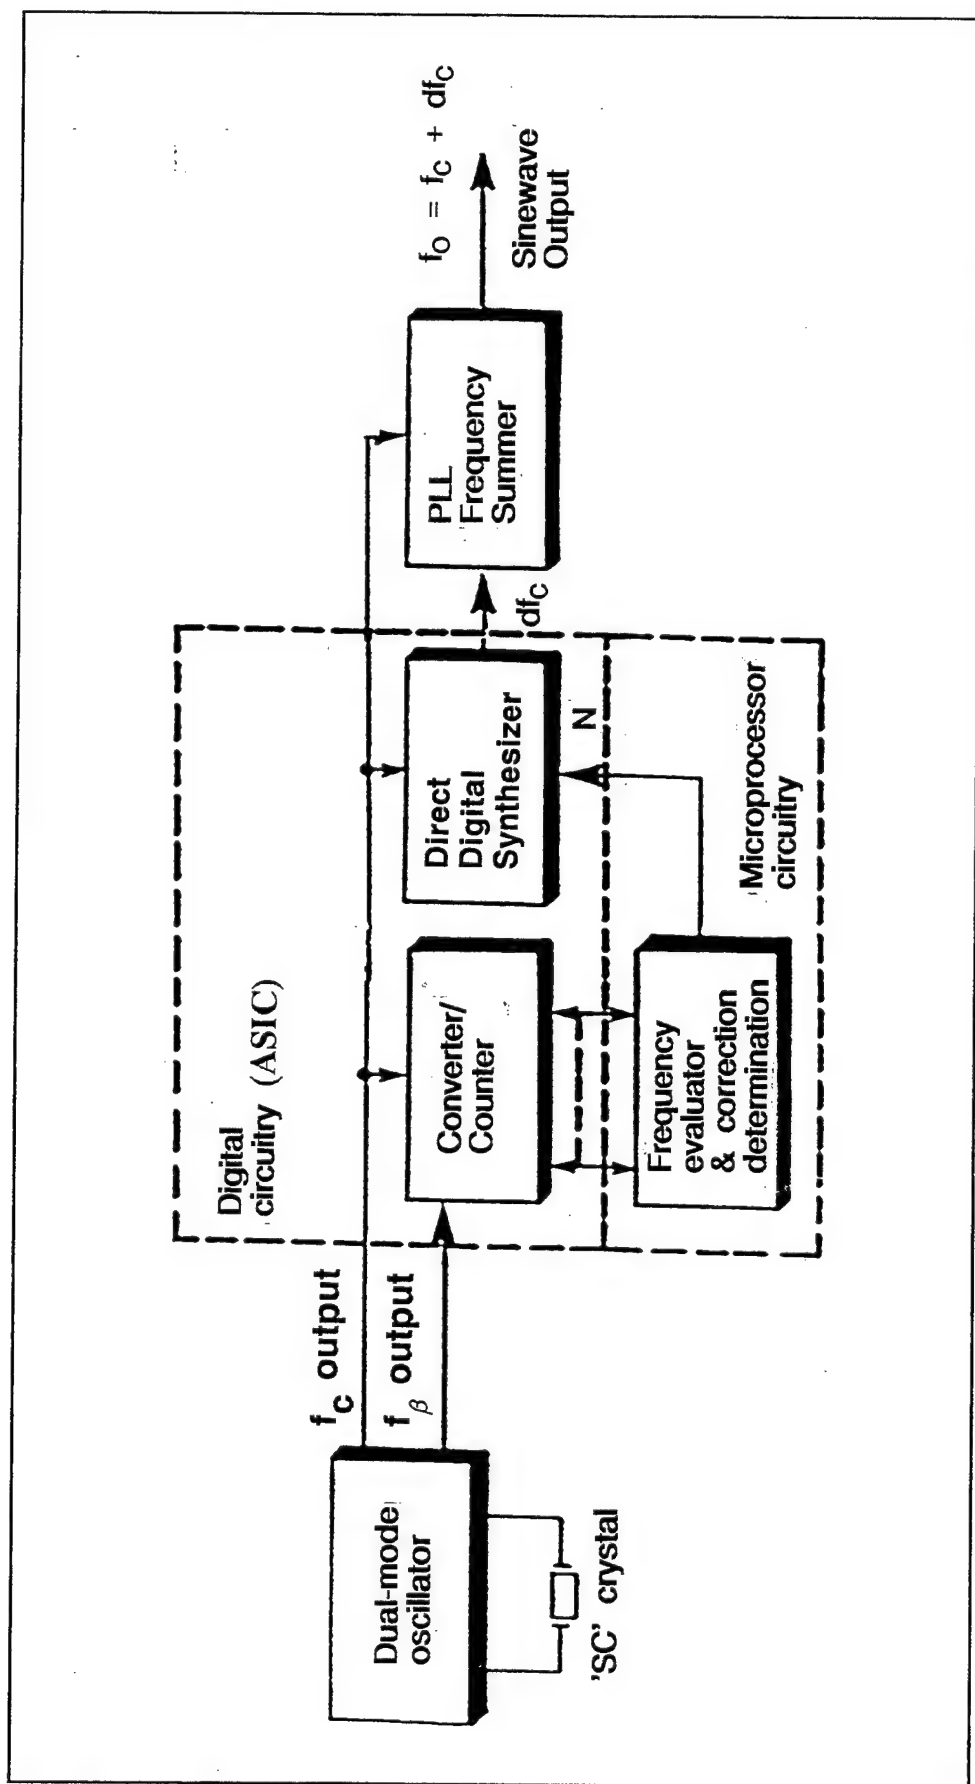 Dual-mode
oscillator
'SC' crystal
f_C output
f_β output
Digital
circuitry (ASIC)
Converter/
Counter
Frequency
evaluator
& correction
determination
Direct
Digital
Synthesizer
N
Microprocessor
circuitry
df_C
PLL
Frequency
Summer
f_O = f_C + df_C
Sinewave
Output